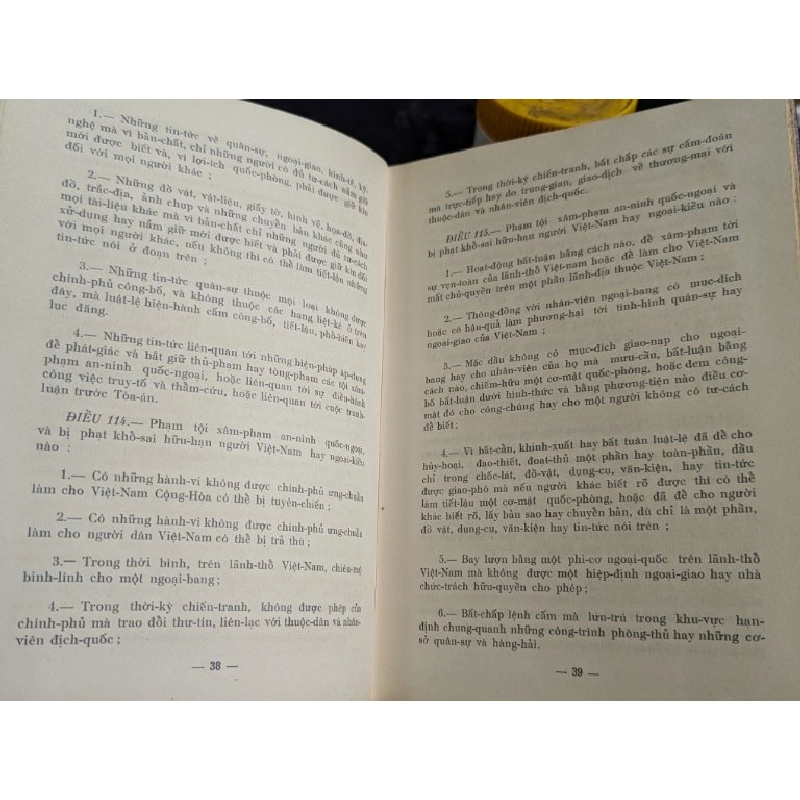 1.— Những tin-tức về quân-sự, ngoại-giao, kinh-tế, kỹ-
nghệ mà vì bản-chất, chỉ những người có đủ tư-cách nắm giữ
mới được biết và, vì lợi-ích quốc-phòng, phải được giữ kín
đối với mọi người khác ;
2.— Những đồ vật, vật-liệu, giấy tờ, hình vẽ, họa-đồ, địa-
đồ, trắc-địa, ảnh chụp và những chuyển bản khác cùng như
mọi tài-liệu khác mà vì bản chất chỉ những người đủ tư-cách
xử-dụng hay nắm giữ mới được biết và phải được giữ kín đối
với mọi người khác, nếu không thì có thể làm tiết-lậu những
tin-tức nói ở đoạn trên ;
3.— Những tin-tức quân-sự thuộc mọi loại không được
chính-phủ công-bố, và không thuộc các hạng liệt-kê ở trên
đây, mà luật-lệ hiện-hành cấm công-bố, tiết-lậu, phổ-biến hay
lục đăng.
4.— Những tin-tức liên-quan tới những biện-pháp áp-dụng
để phát-giác và bắt giữ thủ-phạm hay tòng-phạm các tội xâm-
phạm an-ninh quốc-ngoại, hoặc liên-quan tới sự điều-hành
công việc truy-tố và thẩm-cứu, hoặc liên-quan tới cuộc tranh-
luận trước Tòa-án.
ĐIỀU 114.— Phạm tội xâm-phạm an-ninh quốc-ngoại,
và bị phạt khổ-sai hữu-hạn người Việt-Nam hay ngoại-kiều
nào :
1.— Có những hành-vi không được chính-phủ ưng-chuẩn
làm cho Việt-Nam Cộng-Hòa có thể bị tuyên-chiến ;
2.— Có những hành-vi không được chính-phủ ưng-chuẩn
làm cho người dân Việt-Nam có thể bị trả thù ;
3.— Trong thời bình, trên lãnh-thổ Việt-Nam, chiêu-mộ
binh-lính cho một ngoại-bang ;
4.— Trong thời-kỳ chiến-tranh, không được phép của
chính-phủ mà trao đổi thư-tín, liên-lạc với thuộc-dân và nhân-
viên địch-quốc ;
— 38 —
5.— Trong thời-kỳ chiến-tranh, bất chấp các sự cấm-đoán
mà trực-tiếp hay do trung-gian, giao-dịch về thương-mại với
thuộc-dân và nhân-viên địch-quốc.
ĐIỀU 115.— Phạm tội xâm-phạm an-ninh quốc-ngoại và
bị phạt khổ-sai hữu-hạn người Việt-Nam hay ngoại-kiều nào :
1.— Hoạt-động bất-luận bằng cách nào, để xâm-phạm tới
sự vẹn-toàn của lãnh-thổ Việt-nam hoặc để làm cho Việt-Nam
mất chủ-quyền trên một phần lãnh-địa thuộc Việt-Nam ;
2.— Thông-đồng với nhân-viên ngoại-bang có mục-đích
hoặc có hậu-quả làm phương-hại tới tình-hình quân-sự hay
ngoại-giao của Việt-Nam ;
3.— Mặc dầu không có mục-đích giao-nạp cho ngoại-
bang hay cho nhân-viên của họ mà mưu-cầu, bất-luận bằng
cách nào, chiếm-hữu một cơ-mật quốc-phòng, hoặc đem công-
bố bất-luận dưới hình-thức và bằng phương-tiện nào điều cơ-
mật đó cho công-chúng hay cho một người không có tư-cách
để biết;
4.— Vì bất-cẩn, khinh-xuất hay bất tuân luật-lệ đã để cho
hủy-hoại, đạo-thiết, đoạt-thủ một phần hay toàn-phần, dầu
chỉ trong chốc-lát, đồ-vật, dụng-cụ, văn-kiện, hay tin-tức
được giao-phó mà nếu người khác biết rõ được thì có thể
làm tiết-lậu một cơ-mật quốc-phòng, hoặc đã để cho người
khác biết rõ, lấy bản sao hay chuyển bản, dù chỉ là một phần,
đồ vật, dụng-cụ, văn-kiện hay tin-tức nói trên ;
5.— Bay lượn bằng một phi-cơ ngoại-quốc trên lãnh-thổ
Việt-Nam mà không được một hiệp-định ngoại-giao hay nhà
chức-trách hữu-quyền cho phép ;
6.— Bất-chấp lệnh cấm mà lưu-trú trong khu-vực hạn-
định chung-quanh những công-trình phòng-thủ hay những cơ-
sở quân-sự và hàng-hải.
— 39 —